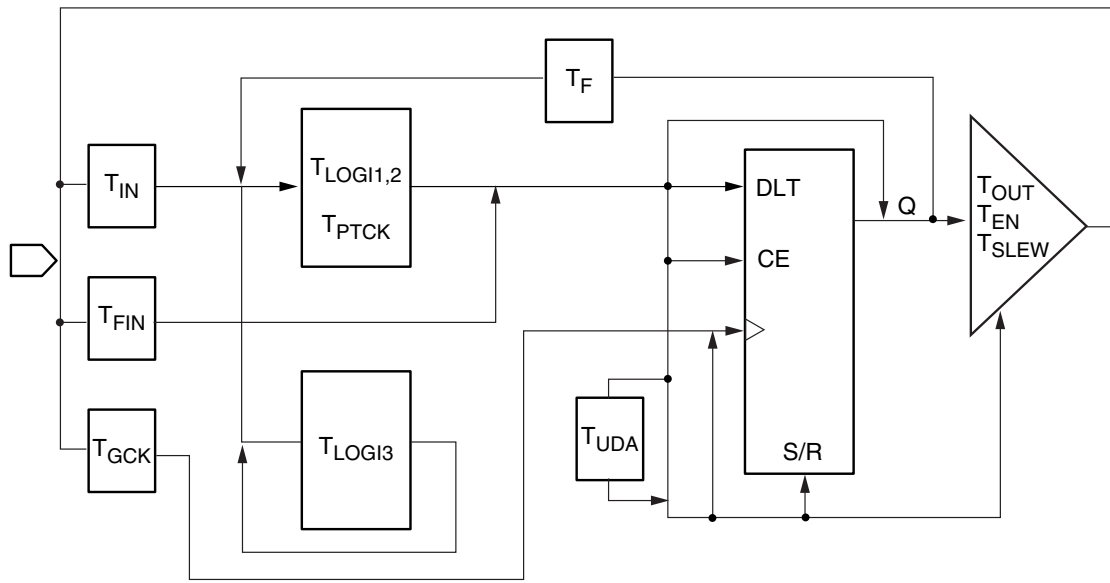 T_F
T_IN
T_LOGI1,2
T_PTCK
DLT
Q
T_OUT
T_EN
T_SLEW
CE
T_FIN
T_GCK
T_LOGI3
T_UDA
S/R